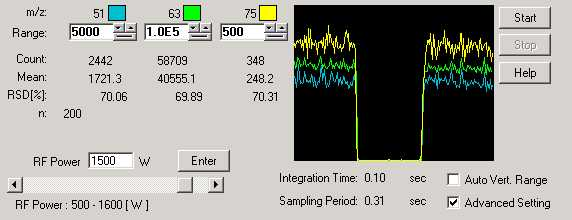 m/z: 51 63 75
Range: 5000 1.0E5 500
Count: 2442 58709 348
Mean: 1721.3 40555.1 248.2
RSD[%]: 70.06 69.89 70.31
n: 200
RF Power 1500 W Enter
RF Power : 500 - 1600 [ W ]
Start
Stop
Help
Integration Time: 0.10 sec
Sampling Period: 0.31 sec
Auto Vert. Range
Advanced Setting